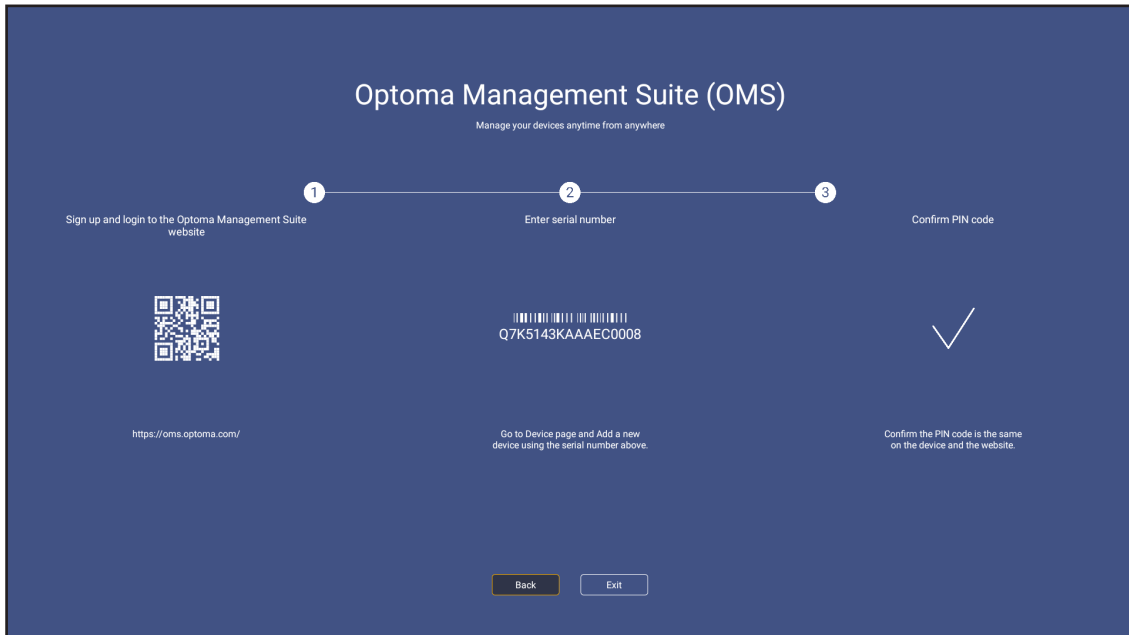 Optoma Management Suite (OMS)
Manage your devices anytime from anywhere
1
2
3
Sign up and login to the Optoma Management Suite
website
Enter serial number
Confirm PIN code
Q7K5143KAAAEC0008
https://oms.optoma.com/
Go to Device page and Add a new
device using the serial number above.
Confirm the PIN code is the same
on the device and the website.
Back
Exit